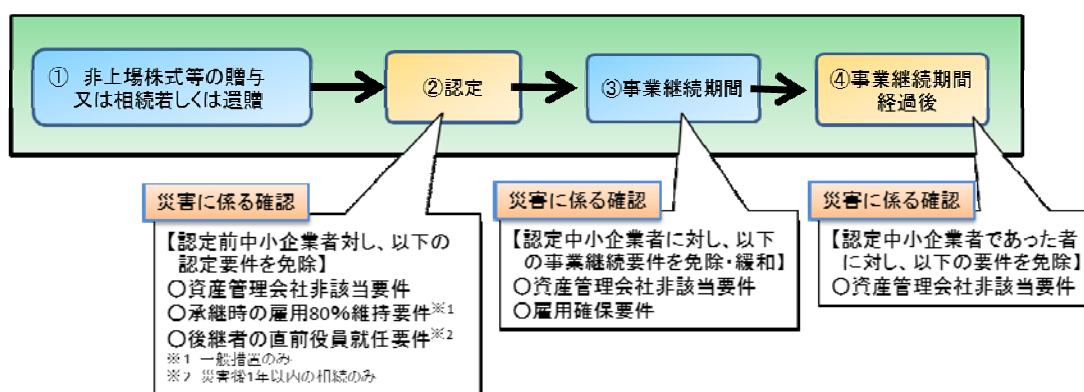 ① 非上場株式等の贈与
又は相続若しくは遺贈
②認定
③事業継続期間
④事業継続期間
経過後
災害に係る確認
【認定前中小企業者対し、以下の
認定要件を免除】
○資産管理会社非該当要件
○承継時の雇用80%維持要件※1
○後継者の直前役員就任要件※2
※1 一般措置のみ
※2 災害後1年以内の相続のみ
災害に係る確認
【認定中小企業者に対し、以下
の事業継続要件を免除・緩和】
○資産管理会社非該当要件
○雇用確保要件
災害に係る確認
【認定中小企業者であった者
に対し、以下の要件を免除】
○資産管理会社非該当要件